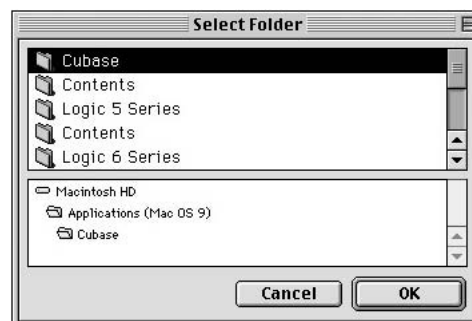 Select Folder
Cubase
Contents
Logic 5 Series
Contents
Logic 6 Series
Macintosh HD
Applications (Mac OS 9)
Cubase
Cancel OK